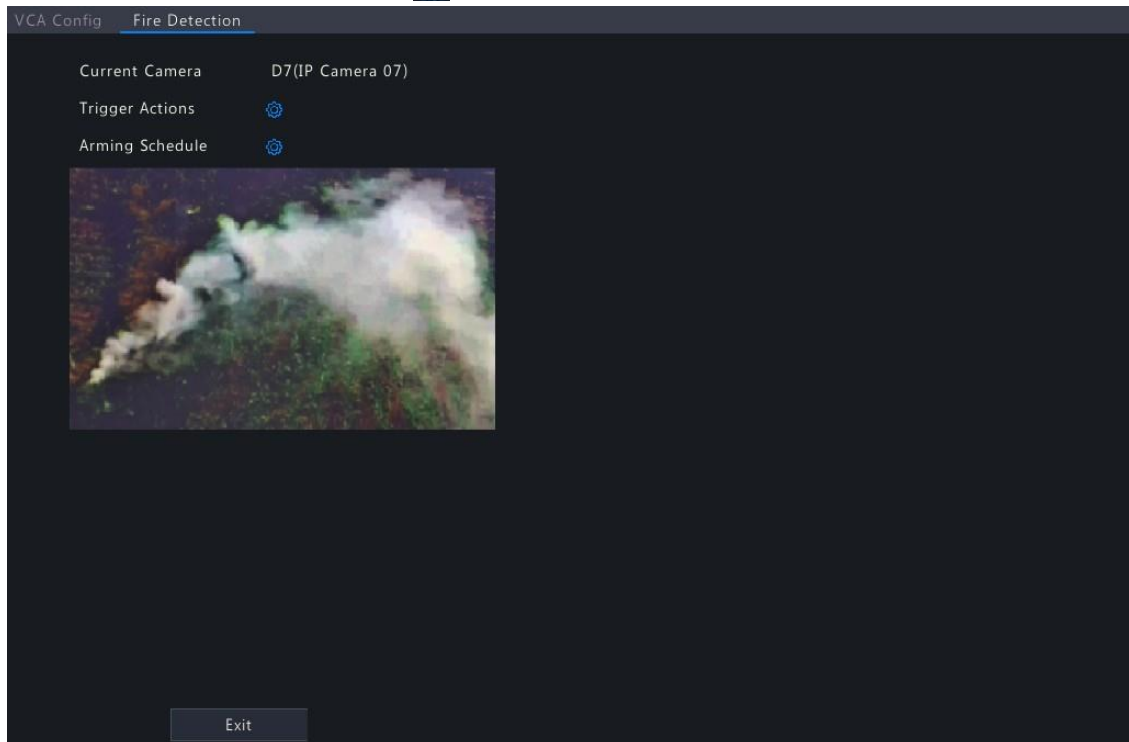 VCA Config Fire Detection
Current Camera D7(IP Camera 07)
Trigger Actions
Arming Schedule
Exit